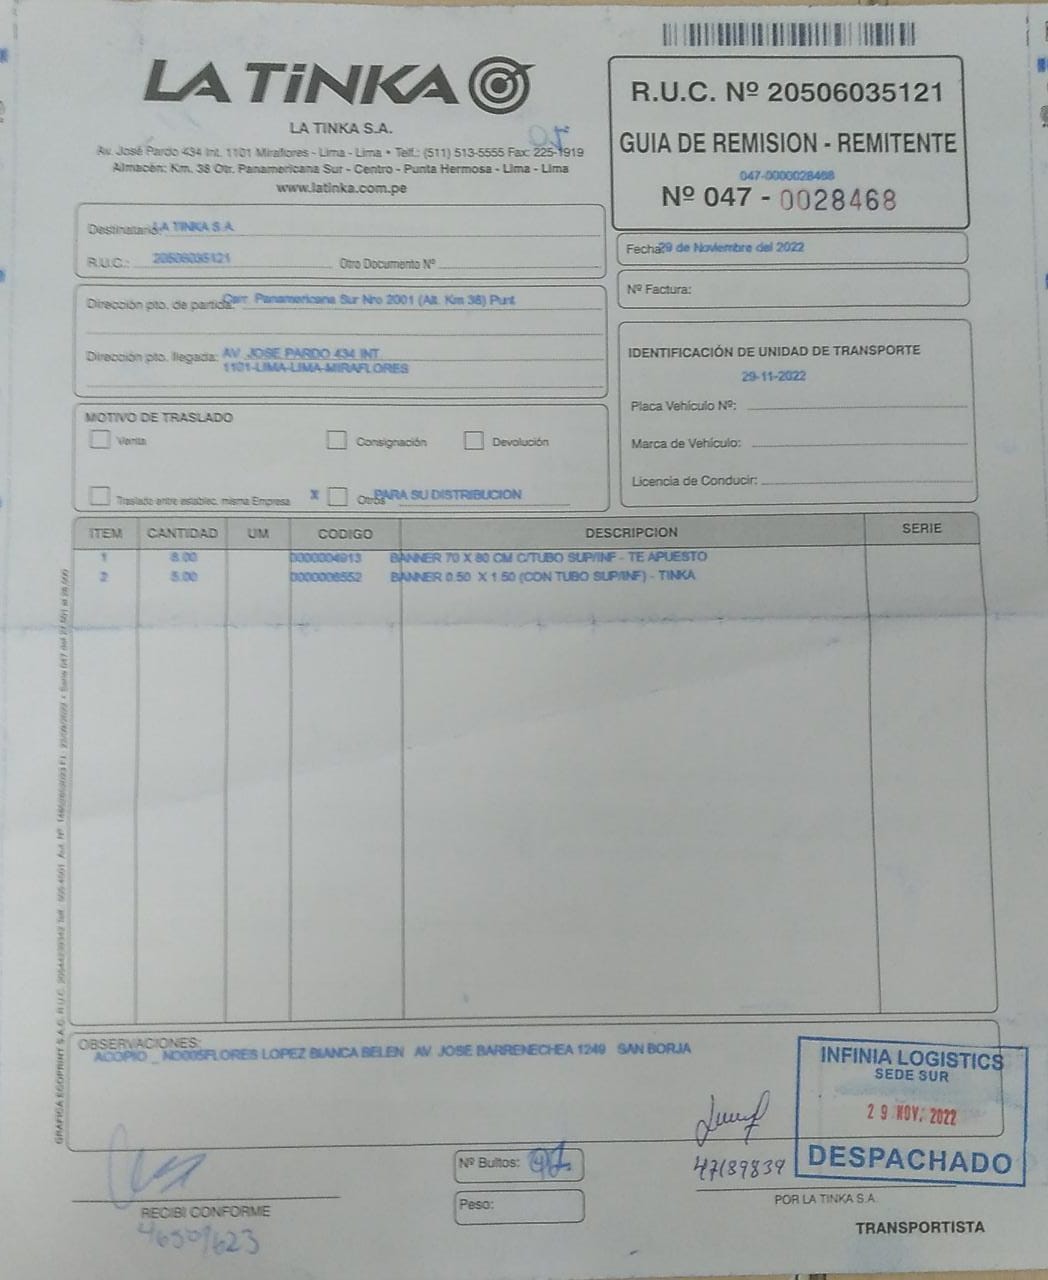 LA TiNKA
LA TINKA S.A.
05
Av. José Pardo 434 Int. 1101 Miraflores - Lima - Lima • Telf.: (511) 513-5555 Fax: 225-1919
Almacén: Km. 38 Otr. Panamericana Sur - Centro - Punta Hermosa - Lima - Lima
www.latinka.com.pe
R.U.C. Nº 20506035121
GUIA DE REMISION - REMITENTE
047-0000028468
Nº 047 - 0028468
Destinatario: LA TINKA S.A.
R.U.C.: 20506035121 Otro Documento Nº
Fecha: 29 de Noviembre del 2022
Nº Factura:
Dirección pto. de partida: Carr. Panamericana Sur Nro 2001 (Alt. Km 38) Punt
Dirección pto. llegada: AV. JOSE PARDO 434 INT.
1101-LIMA-LIMA-MIRAFLORES
IDENTIFICACIÓN DE UNIDAD DE TRANSPORTE
29-11-2022
Placa Vehículo Nº:
Marca de Vehículo:
Licencia de Conducir:
MOTIVO DE TRASLADO
Venta Consignación Devolución
Traslado entre establec. misma Empresa X Otros PARA SU DISTRIBUCION
ITEM CANTIDAD UM CODIGO DESCRIPCION SERIE
1 8.00 0000004913 BANNER 70 X 80 CM C/TUBO SUP/INF - TE APUESTO
2 5.00 0000006552 BANNER 0.50 X 1.50 (CON TUBO SUP/INF) - TINKA
OBSERVACIONES:
ACOPIO _ ND005FLORES LOPEZ BIANCA BELEN AV JOSE BARRENECHEA 1249 SAN BORJA
INFINIA LOGISTICS
SEDE SUR
29 NOV. 2022
DESPACHADO
47189839
Nº Bultos:
Peso:
RECIBI CONFORME
46501623
POR LA TINKA S.A.
TRANSPORTISTA